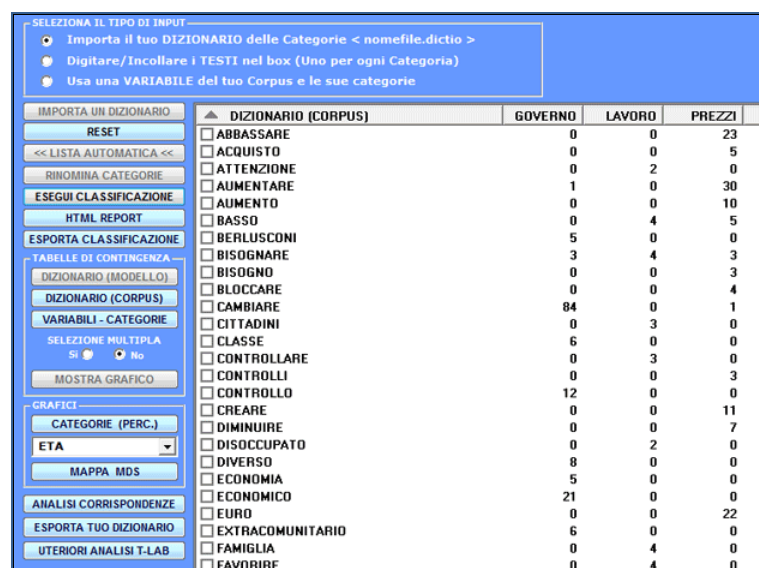 SELEZIONA IL TIPO DI INPUT
Importa il tuo DIZIONARIO delle Categorie < nomefile.dictio >
Digitare/Incollare i TESTI nel box (Uno per ogni Categoria)
Usa una VARIABILE del tuo Corpus e le sue categorie
IMPORTA UN DIZIONARIO
RESET
<< LISTA AUTOMATICA <<
RINOMINA CATEGORIE
ESEGUI CLASSIFICAZIONE
HTML REPORT
ESPORTA CLASSIFICAZIONE
TABELLE DI CONTINGENZA
DIZIONARIO (MODELLO)
DIZIONARIO (CORPUS)
VARIABILI - CATEGORIE
SELEZIONE MULTIPLA
Si No
MOSTRA GRAFICO
GRAFICI
CATEGORIE (PERC.)
ETA
MAPPA MDS
ANALISI CORRISPONDENZE
ESPORTA TUO DIZIONARIO
UTERIORI ANALISI T-LAB
DIZIONARIO (CORPUS) GOVERNO LAVORO PREZZI
ABBASSARE 0 0 23
ACQUISTO 0 0 5
ATTENZIONE 0 2 0
AUMENTARE 1 0 30
AUMENTO 0 0 10
BASSO 0 4 5
BERLUSCONI 5 0 0
BISOGNARE 3 4 3
BISOGNO 0 0 3
BLOCCARE 0 0 4
CAMBIARE 84 0 1
CITTADINI 0 3 0
CLASSE 6 0 0
CONTROLLARE 0 3 0
CONTROLLI 0 0 3
CONTROLLO 12 0 0
CREARE 0 0 11
DIMINUIRE 0 0 7
DISOCCUPATO 0 2 0
DIVERSO 8 0 0
ECONOMIA 5 0 0
ECONOMICO 21 0 0
EURO 0 0 22
EXTRACOMUNITARIO 6 0 0
FAMIGLIA 0 4 0
FAVORIRE 0 4 0